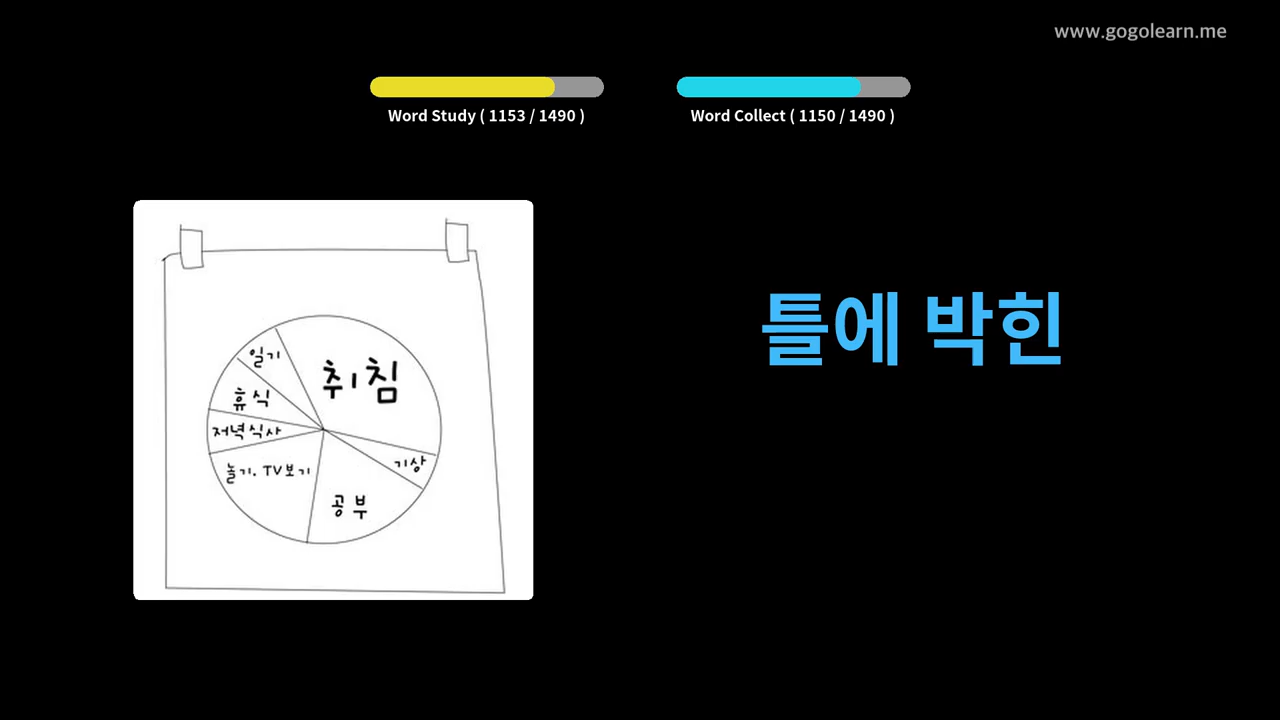 www.gogolearn.me
Word Study ( 1153 / 1490 )
Word Collect ( 1150 / 1490 )
일기
취침
휴식
저녁식사
기상
놀기. TV보기
공부
틀에 박힌